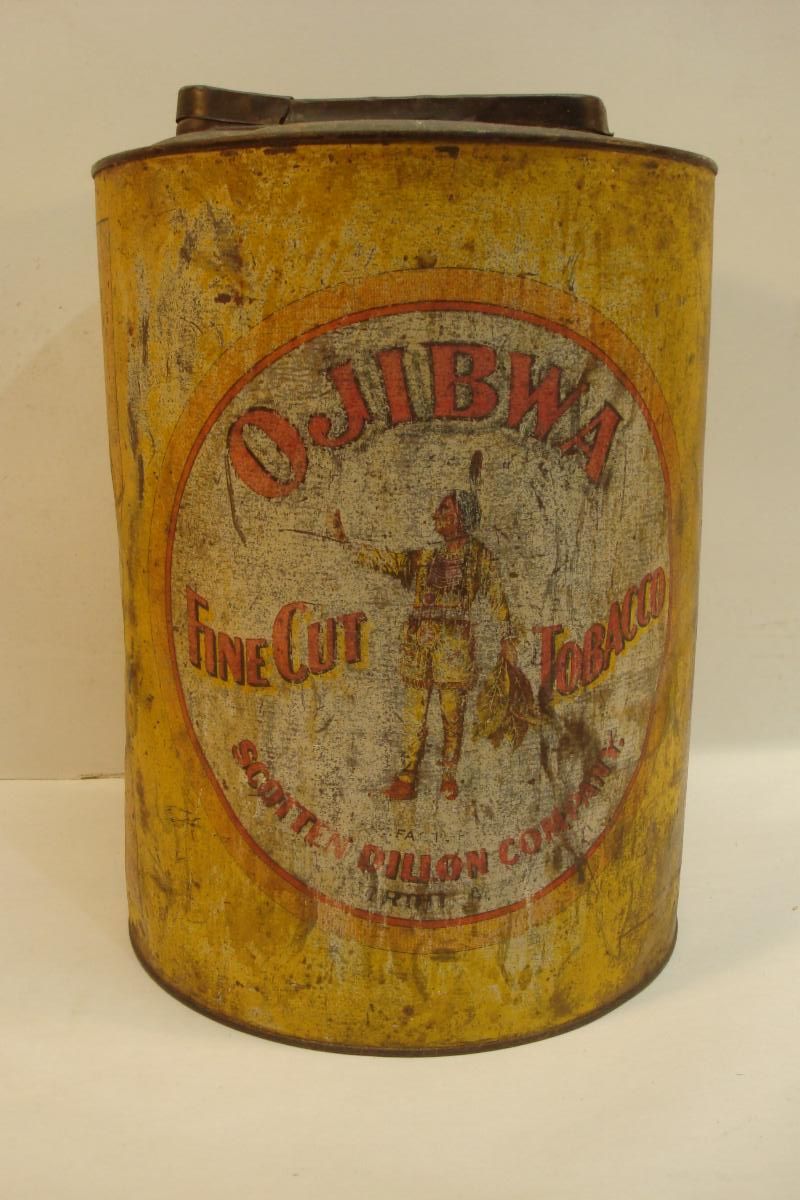 OJIBWA
FINE CUT TOBACCO
SCOTTEN DILLON COMPANY.